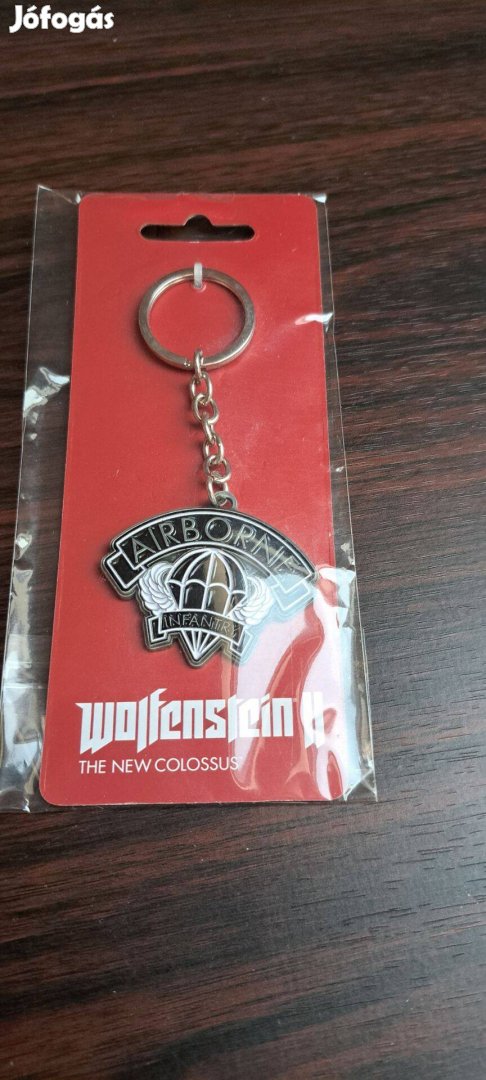 Jófogás
AIRBORNE
INFANTRY
Wolfenstein II
THE NEW COLOSSUS